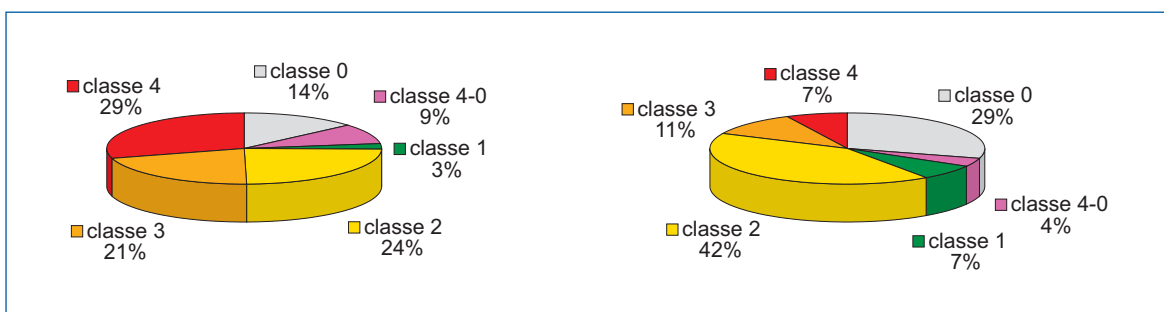 classe 0
14%
classe 4
29%
classe 4-0
9%
classe 1
3%
classe 2
24%
classe 3
21%
classe 4
7%
classe 0
29%
classe 3
11%
classe 4-0
4%
classe 1
7%
classe 2
42%